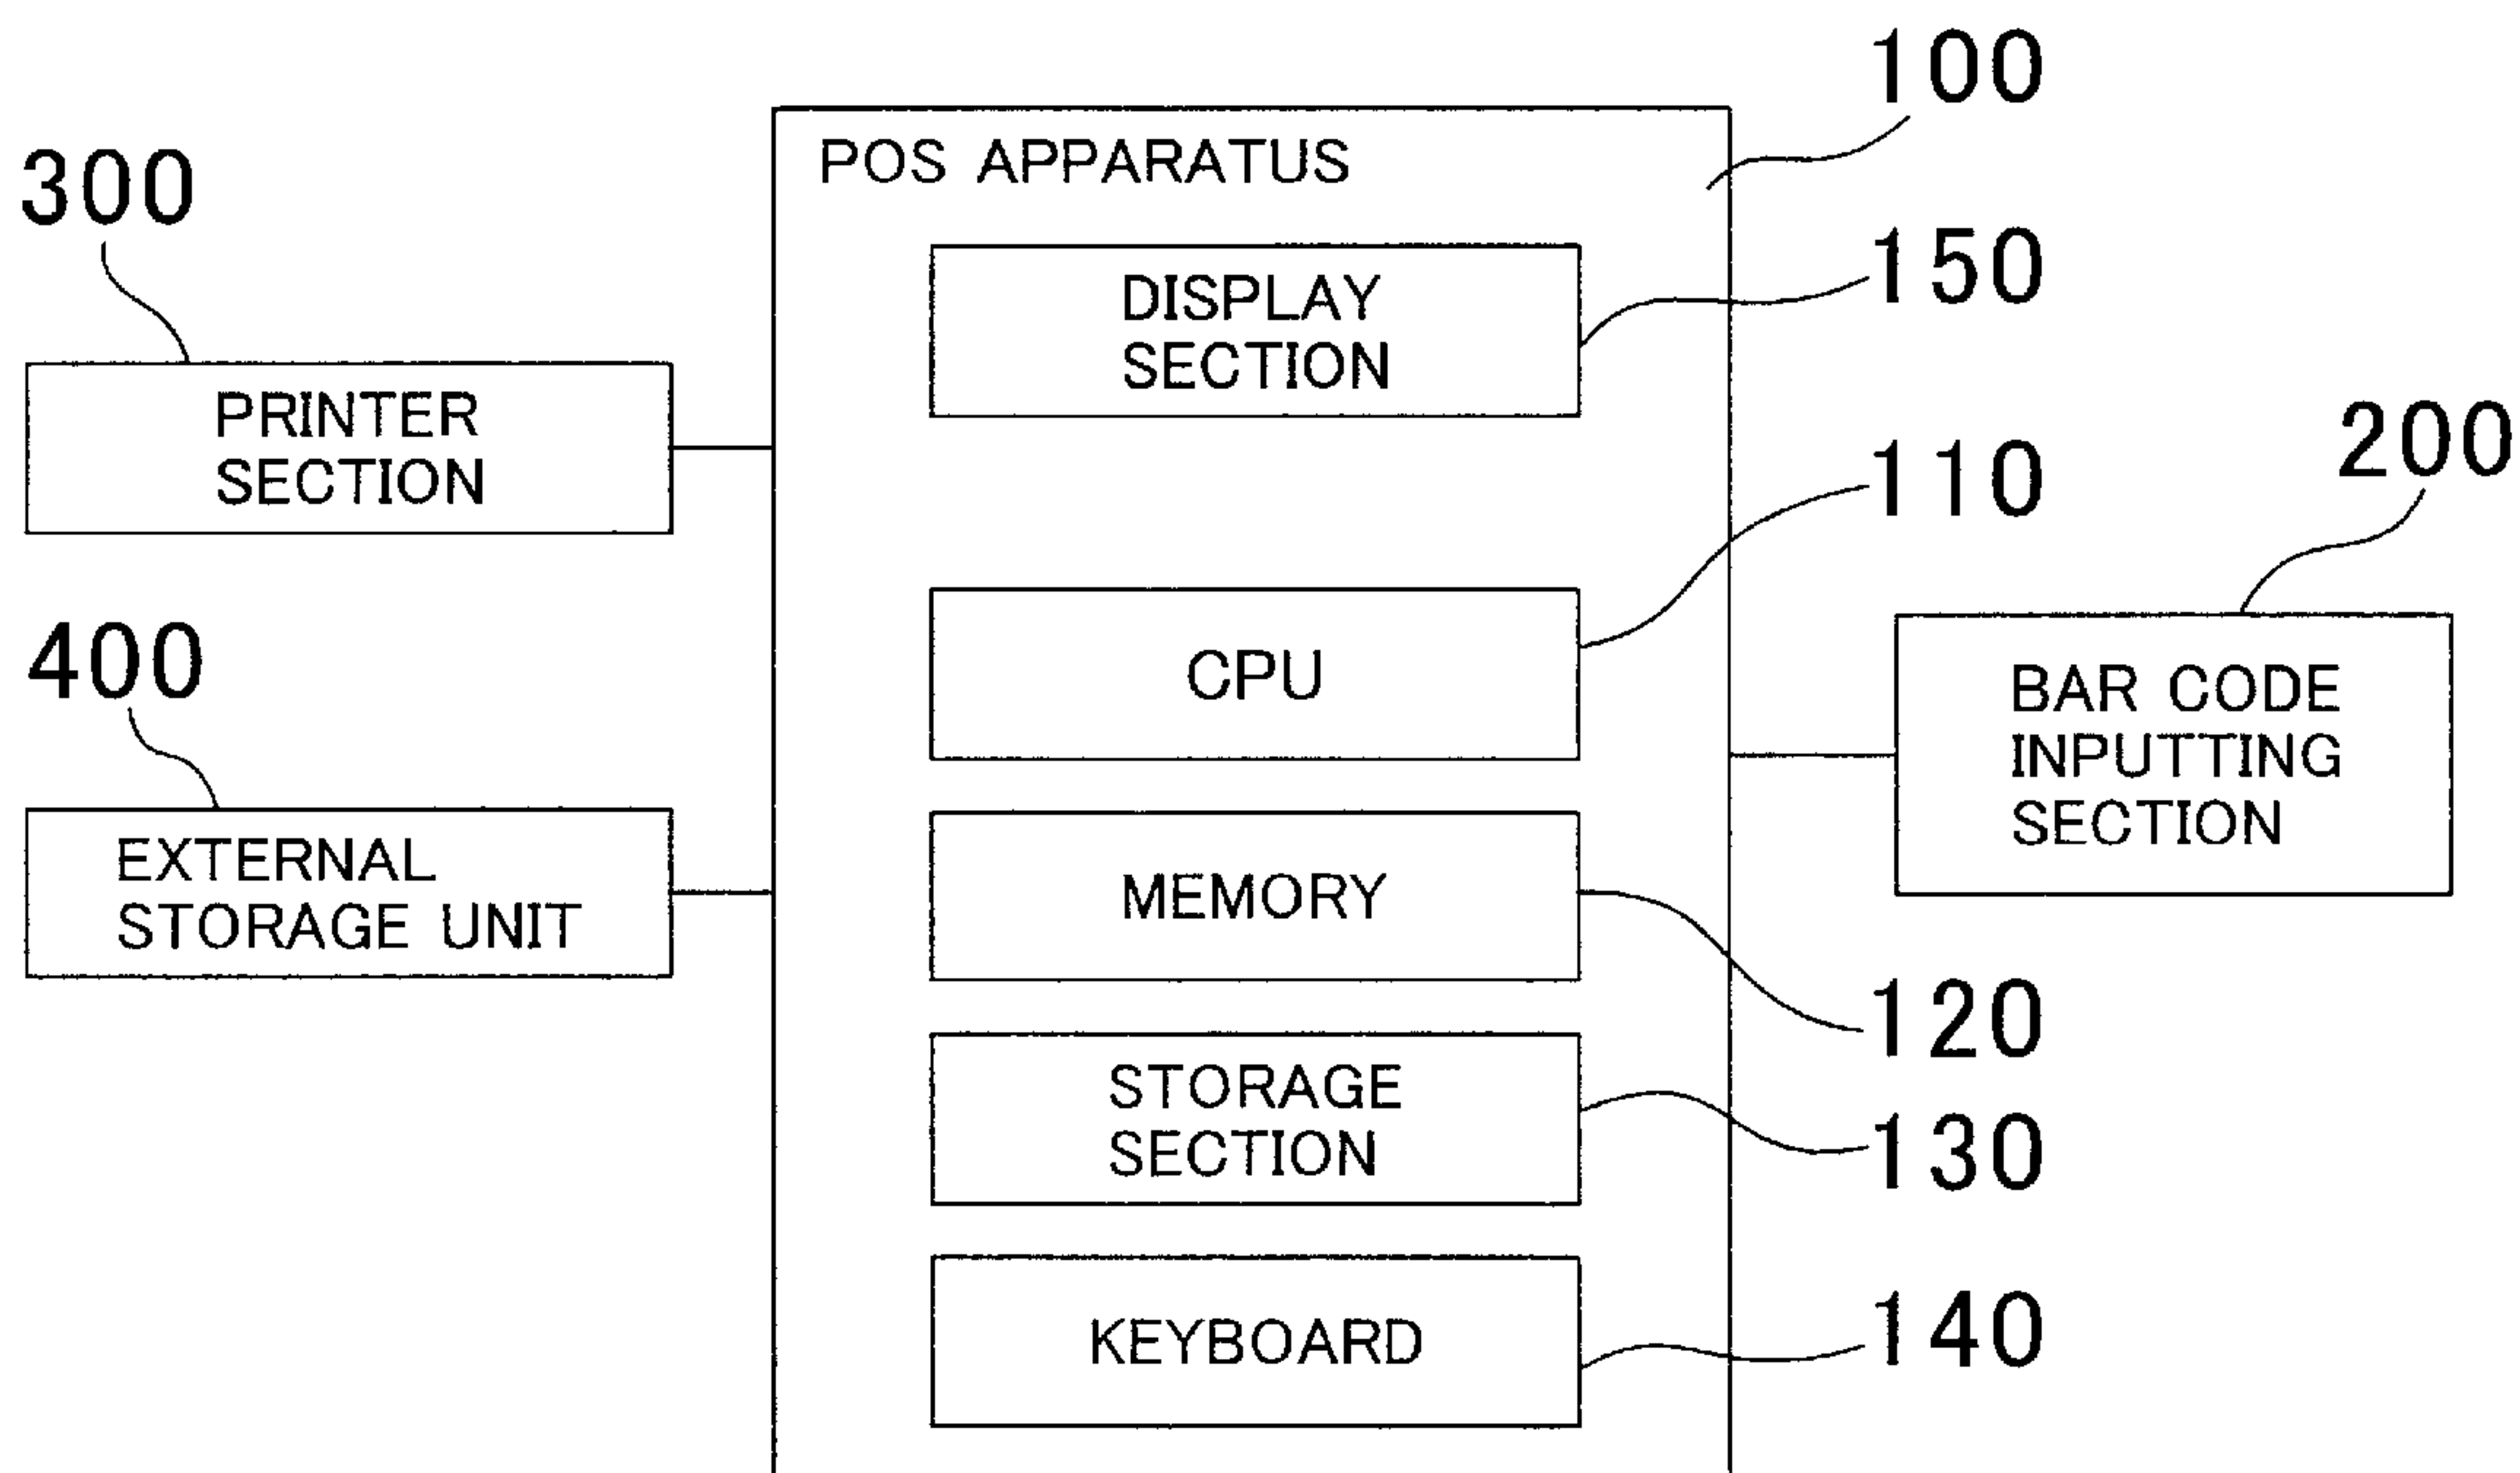 100
POS APPARATUS
300
150
DISPLAY
SECTION
PRINTER
SECTION
110
200
400
CPU
BAR CODE
INPUTTING
SECTION
EXTERNAL
STORAGE UNIT
MEMORY
120
STORAGE
SECTION
130
KEYBOARD
140